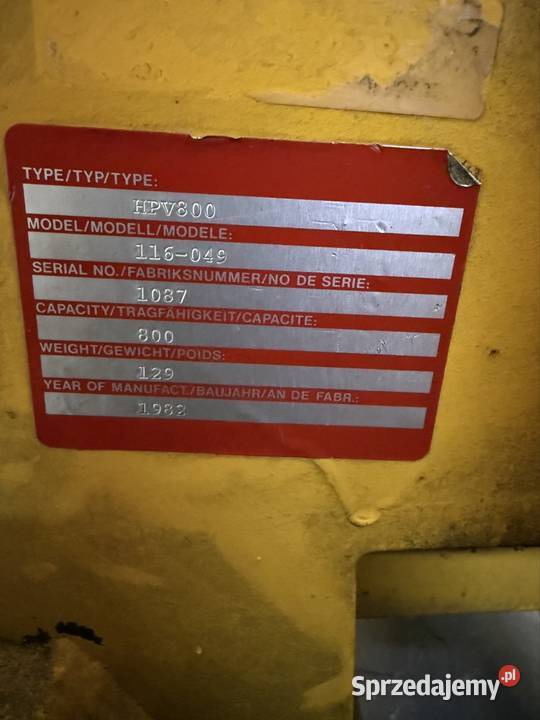 TYPE/TYP/TYPE:
HPV800
MODEL/MODELL/MODELE:
116-049
SERIAL NO./FABRIKSNUMMER/NO DE SERIE:
1087
CAPACITY/TRAGFÄHIGKEIT/CAPACITE:
800
WEIGHT/GEWICHT/POIDS:
129
YEAR OF MANUFACT./BAUJAHR/AN DE FABR.:
1982
Sprzedajemy.pl